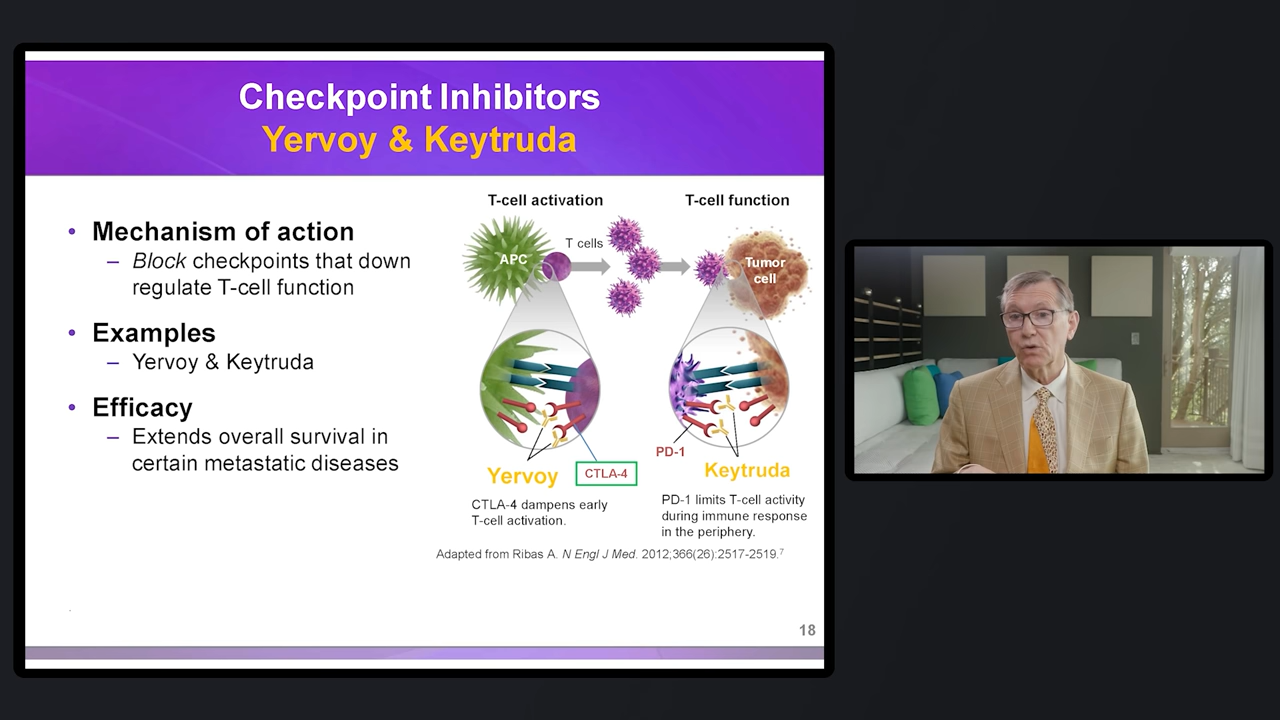 Checkpoint Inhibitors
Yervoy & Keytruda
• Mechanism of action
– Block checkpoints that down
regulate T-cell function
• Examples
– Yervoy & Keytruda
• Efficacy
– Extends overall survival in
certain metastatic diseases
T-cell activation
T-cell function
APC
T cells
Tumor
cell
Yervoy
CTLA-4
CTLA-4 dampens early
T-cell activation.
PD-1
Keytruda
PD-1 limits T-cell activity
during immune response
in the periphery.
Adapted from Ribas A. N Engl J Med. 2012;366(26):2517-2519.7
18